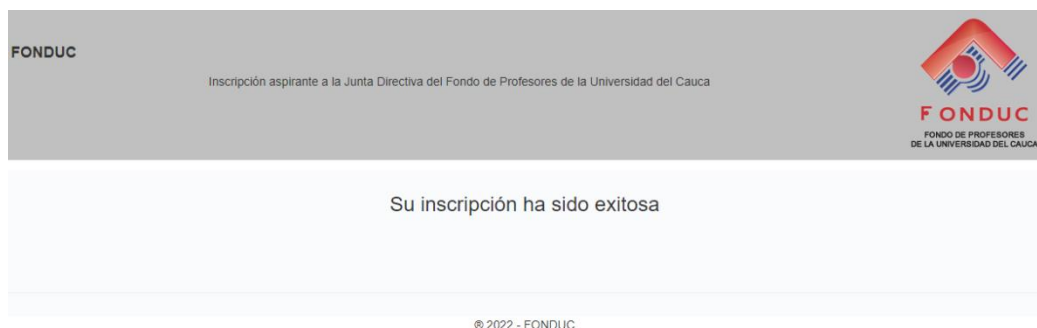 FONDUC
Inscripción aspirante a la Junta Directiva del Fondo de Profesores de la Universidad del Cauca
FONDUC
FONDO DE PROFESORES
DE LA UNIVERSIDAD DEL CAUCA
Su inscripción ha sido exitosa
® 2022 - FONDUC